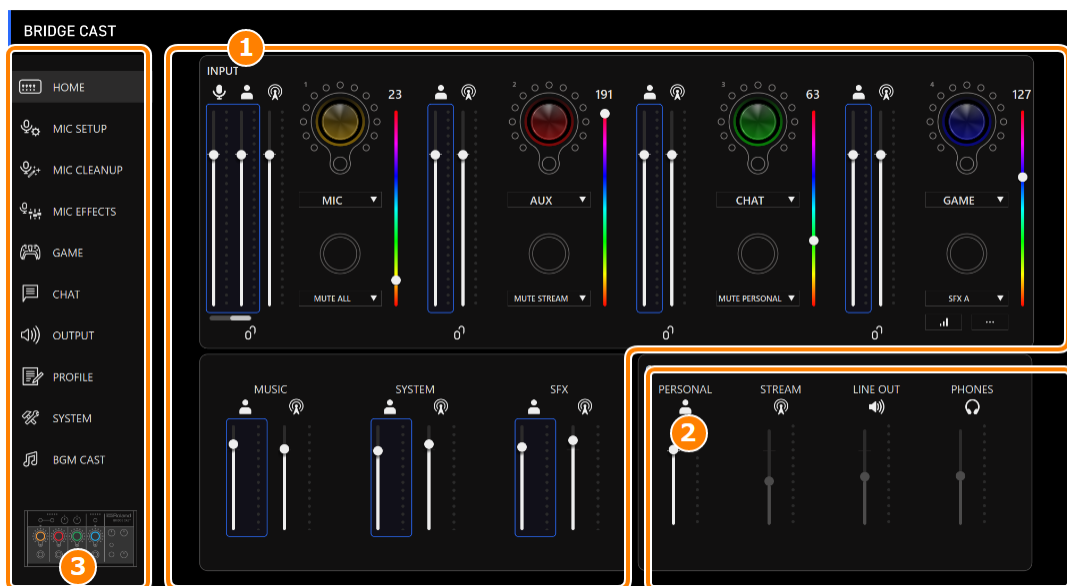 BRIDGE CAST
1
INPUT
HOME
MIC SETUP
MIC CLEANUP
MIC EFFECTS
GAME
CHAT
OUTPUT
PROFILE
SYSTEM
BGM CAST
3
1
23
MIC
MUTE ALL
2
191
AUX
MUTE STREAM
3
63
CHAT
MUTE PERSONAL
4
127
GAME
SFX A
...
MUSIC
SYSTEM
SFX
PERSONAL
STREAM
LINE OUT
PHONES
2